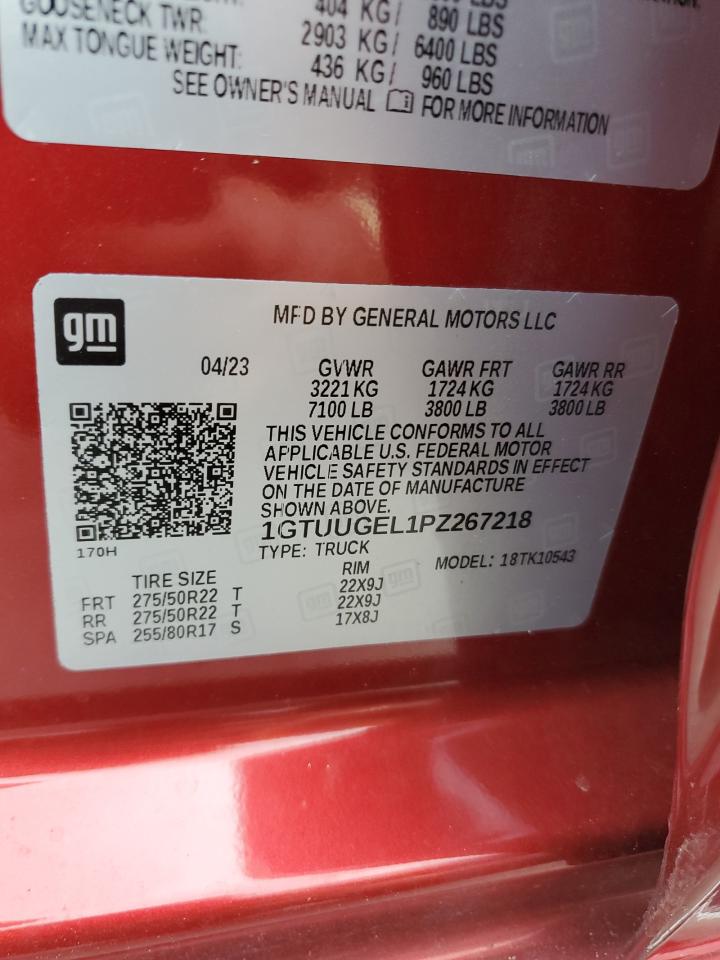 404 KG/ 890 LBS
GOOSENECK TWR: 2903 KG/ 6400 LBS
MAX TONGUE WEIGHT: 436 KG/ 960 LBS
SEE OWNER'S MANUAL FOR MORE INFORMATION
gm
MFD BY GENERAL MOTORS LLC
04/23 GVWR GAWR FRT GAWR RR
3221 KG 1724 KG 1724 KG
7100 LB 3800 LB 3800 LB
THIS VEHICLE CONFORMS TO ALL
APPLICABLE U.S. FEDERAL MOTOR
VEHICLE SAFETY STANDARDS IN EFFECT
ON THE DATE OF MANUFACTURE
SHOWN ABOVE.
1GTUUGEL1PZ267218
170H
TYPE: TRUCK MODEL: 18TK10543
TIRE SIZE RIM
FRT 275/50R22 T 22X9J
RR 275/50R22 T 22X9J
SPA 255/80R17 S 17X8J